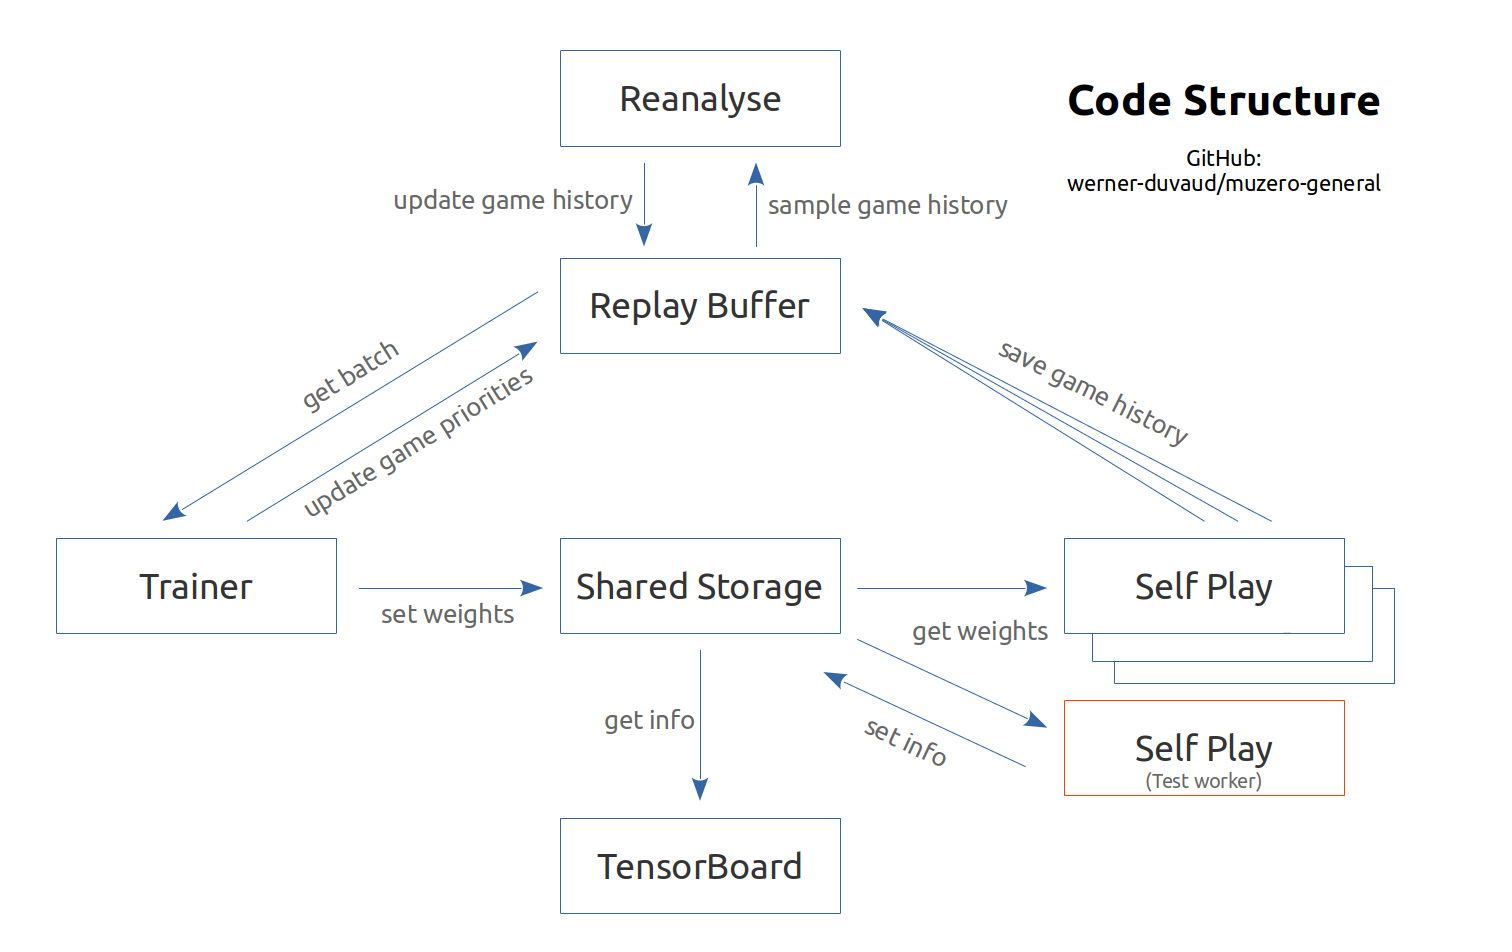 Reanalyse
Code Structure
GitHub:
werner-duvaud/muzero-general
update game history
sample game history
Replay Buffer
get batch
update game priorities
save game history
Trainer
set weights
Shared Storage
get weights
Self Play
get info
set info
Self Play
(Test worker)
TensorBoard